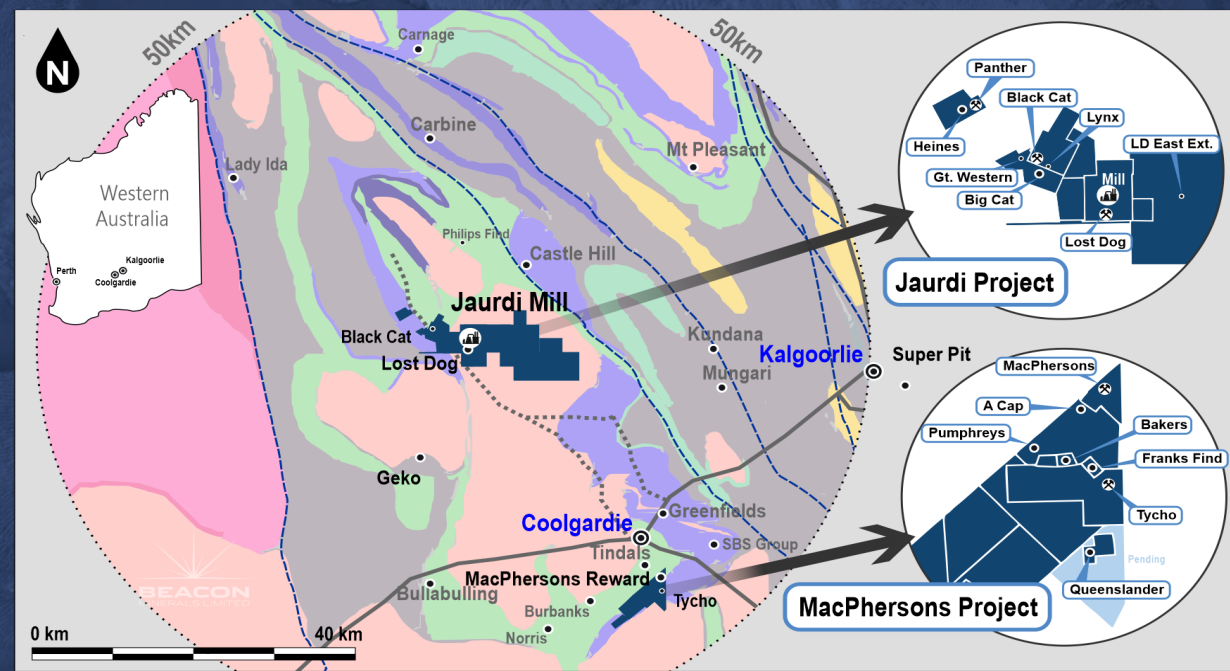 N
50km
50km
Western
Australia
Perth
Kalgoorlie
Coolgardie
Carnage
Carbine
Mt Pleasant
Lady Ida
Philips Find
Castle Hill
Jaurdi Mill
Black Cat
Lost Dog
Kundana
Mungari
Kalgoorlie
Super Pit
Geko
Coolgardie
Greenfields
SBS Group
Tindals
MacPhersons Reward
Tycho
Bullabulling
Burbanks
Norris
BEACON
MINERALS LIMITED
0 km
40 km
Panther
Black Cat
Lynx
LD East Ext.
Heines
Gt. Western
Mill
Big Cat
Lost Dog
Jaurdi Project
MacPhersons
A Cap
Bakers
Pumphreys
Franks Find
Tycho
Pending
Queenslander
MacPhersons Project